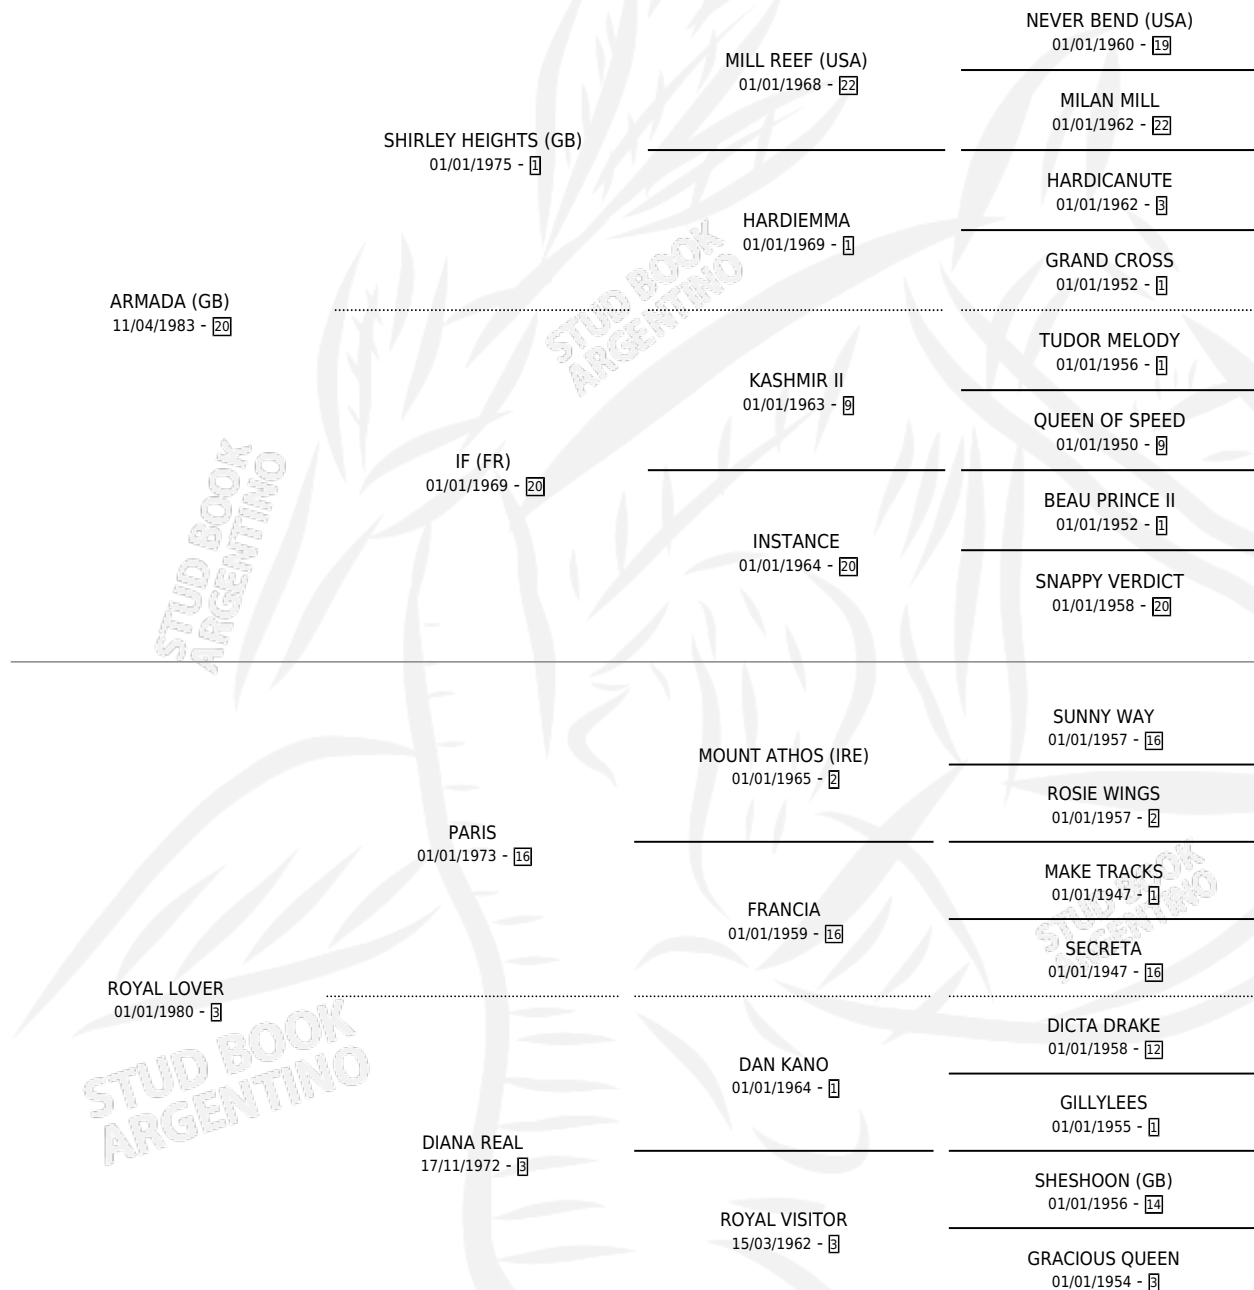 NEVER BEND (USA)
01/01/1960 - 19
MILL REEF (USA)
01/01/1968 - 22
MILAN MILL
01/01/1962 - 22
SHIRLEY HEIGHTS (GB)
01/01/1975 - 1
HARDICANUTE
01/01/1962 - 3
HARDIEMMA
01/01/1969 - 1
GRAND CROSS
01/01/1952 - 1
ARMADA (GB)
11/04/1983 - 20
STUD BOOK
ARGENTINO
TUDOR MELODY
01/01/1956 - 1
KASHMIR II
01/01/1963 - 9
QUEEN OF SPEED
01/01/1950 - 9
IF (FR)
01/01/1969 - 20
BEAU PRINCE II
01/01/1952 - 1
INSTANCE
01/01/1964 - 20
SNAPPY VERDICT
01/01/1958 - 20
STUD BOOK
ARGENTINO
SUNNY WAY
01/01/1957 - 16
MOUNT ATHOS (IRE)
01/01/1965 - 2
ROSIE WINGS
01/01/1957 - 2
PARIS
01/01/1973 - 16
MAKE TRACKS
01/01/1947 - 1
FRANCIA
01/01/1959 - 16
STUD BOOK
ARGENTINO
SECRETA
01/01/1947 - 16
ROYAL LOVER
01/01/1980 - 3
DICTA DRAKE
01/01/1958 - 12
DAN KANO
01/01/1964 - 1
GILLYLEES
01/01/1955 - 1
STUD BOOK
ARGENTINO
DIANA REAL
17/11/1972 - 3
SHESHOON (GB)
01/01/1956 - 14
ROYAL VISITOR
15/03/1962 - 3
GRACIOUS QUEEN
01/01/1954 - 3